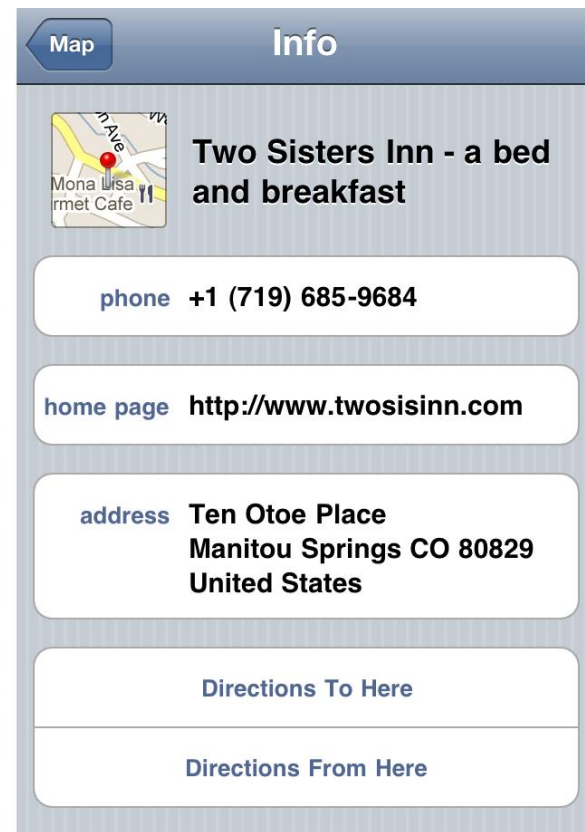 Map
Info
n Ave
Mona Lisa
rmet Cafe
Two Sisters Inn - a bed
and breakfast
phone +1 (719) 685-9684
home page http://www.twosisinn.com
address Ten Otoe Place
Manitou Springs CO 80829
United States
Directions To Here
Directions From Here